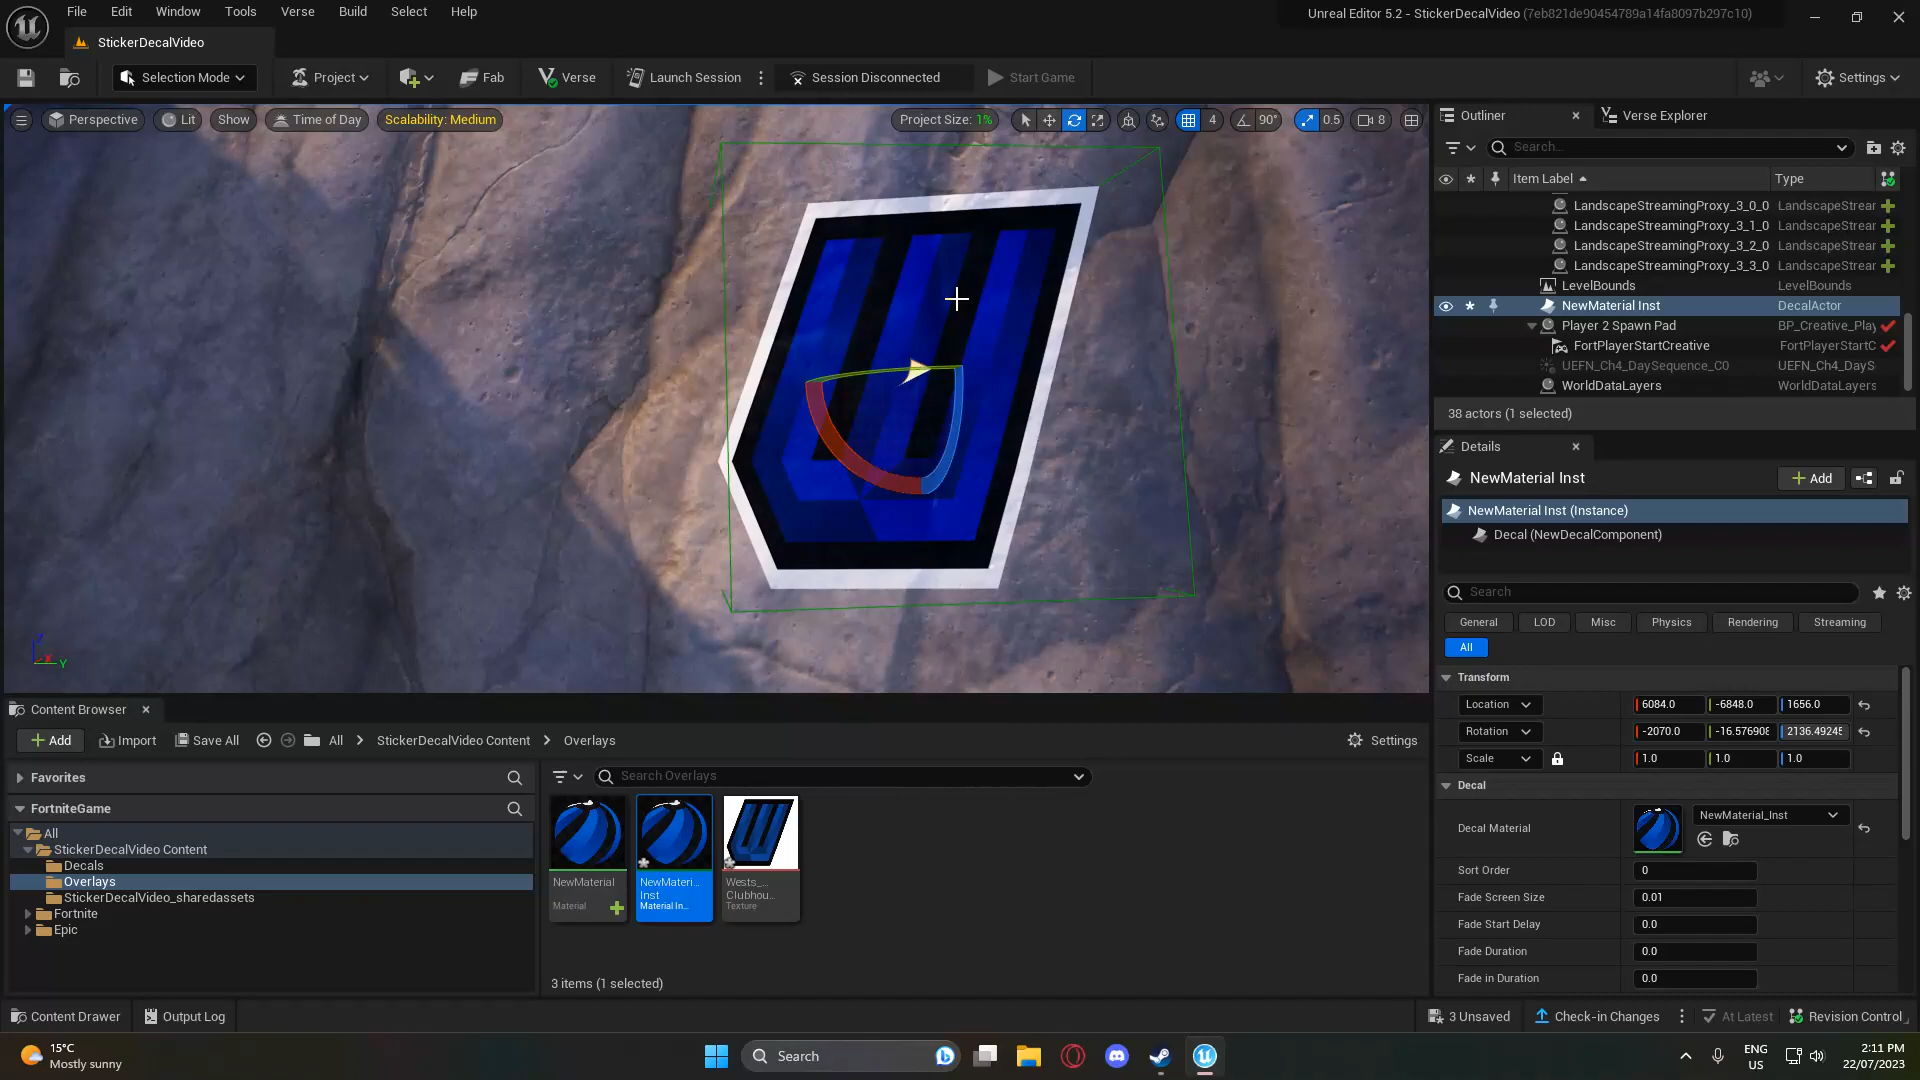 File Edit Window Tools Verse Build Select Help
Unreal Editor 5.2 - StickerDecalVideo (7eb821de90454789a14fa8097b297c10)
StickerDecalVideo
Selection Mode Project Fab Verse Launch Session Session Disconnected Start Game Settings
Perspective Lit Show Time of Day Scalability: Medium Project Size: 1% 4 90° 0.5 8
Outliner Verse Explorer
Search...
Item Label Type
LandscapeStreamingProxy_3_0_0 LandscapeStrear
LandscapeStreamingProxy_3_1_0 LandscapeStrear
LandscapeStreamingProxy_3_2_0 LandscapeStrear
LandscapeStreamingProxy_3_3_0 LandscapeStrear
LevelBounds LevelBounds
NewMaterial Inst DecalActor
Player 2 Spawn Pad BP_Creative_Play
FortPlayerStartCreative FortPlayerStartC
UEFN_Ch4_DaySequence_C0 UEFN_Ch4_DayS
WorldDataLayers WorldDataLayers
38 actors (1 selected)
Details
NewMaterial Inst Add
NewMaterial Inst (Instance)
Decal (NewDecalComponent)
Search
General LOD Misc Physics Rendering Streaming
All
Transform
Location 6084.0 -6848.0 1656.0
Rotation -2070.0 -16.576908 2136.49245
Scale 1.0 1.0 1.0
Decal
Decal Material NewMaterial_Inst
Sort Order 0
Fade Screen Size 0.01
Fade Start Delay 0.0
Fade Duration 0.0
Fade in Duration 0.0
X Y
Content Browser
Add Import Save All All StickerDecalVideo Content Overlays Settings
Favorites
FortniteGame
All
StickerDecalVideo Content
Decals
Overlays
StickerDecalVideo_sharedassets
Fortnite
Epic
Search Overlays
NewMaterial
Material
NewMateri...
Inst
Material In...
Wests_...
Clubhou...
Texture
3 items (1 selected)
Content Drawer Output Log 3 Unsaved Check-in Changes At Latest Revision Control
15°C
Mostly sunny
Search
ENG
US
2:11 PM
22/07/2023